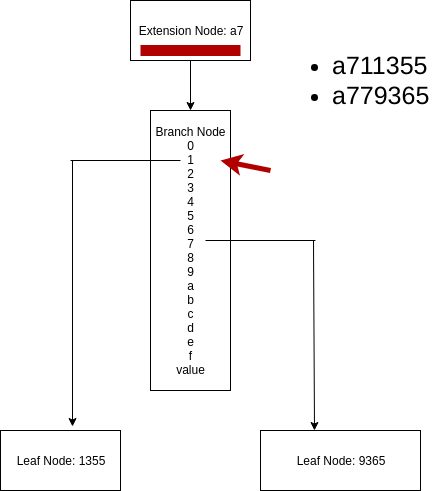 Extension Node: a7
• a711355
• a779365
Branch Node
0
1
2
3
4
5
6
7
8
9
a
b
c
d
e
f
value
Leaf Node: 1355
Leaf Node: 9365